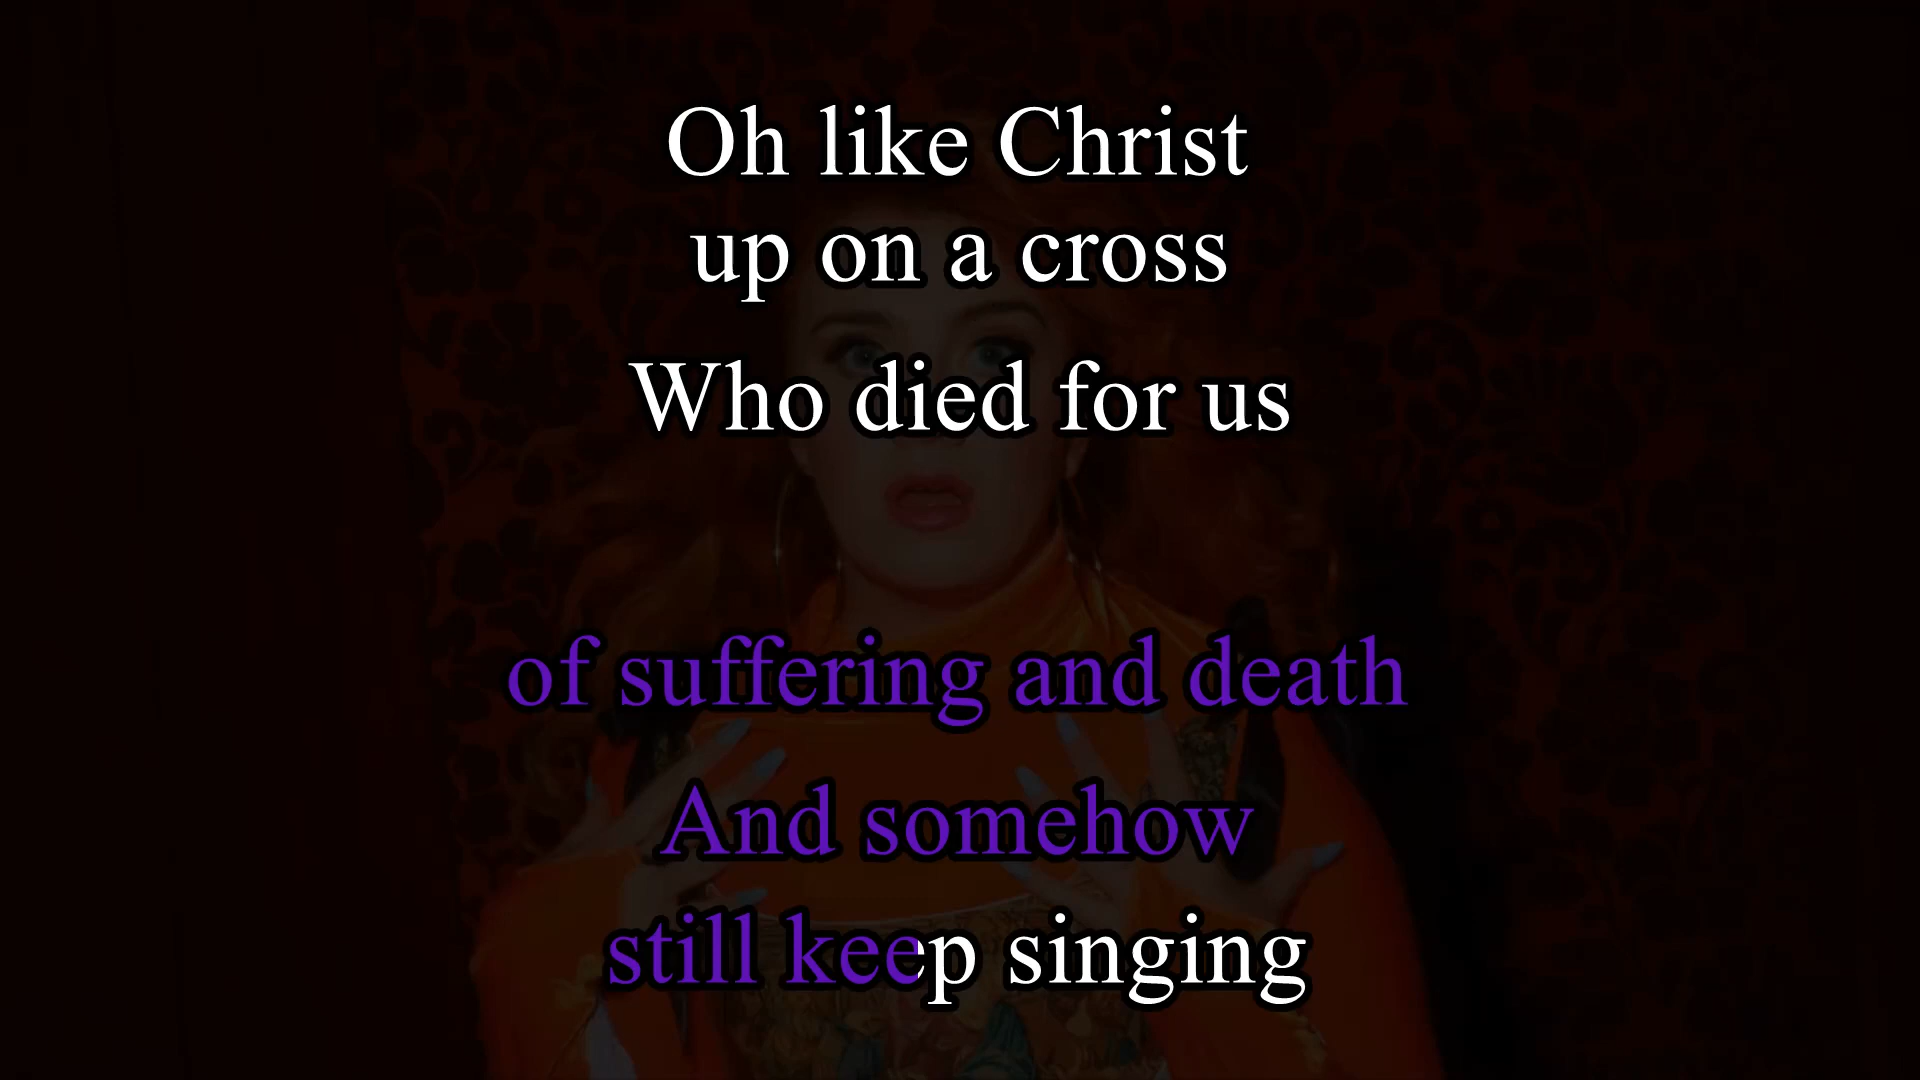 Oh like Christ
up on a cross
Who died for us
of suffering and death
And somehow
still keep singing